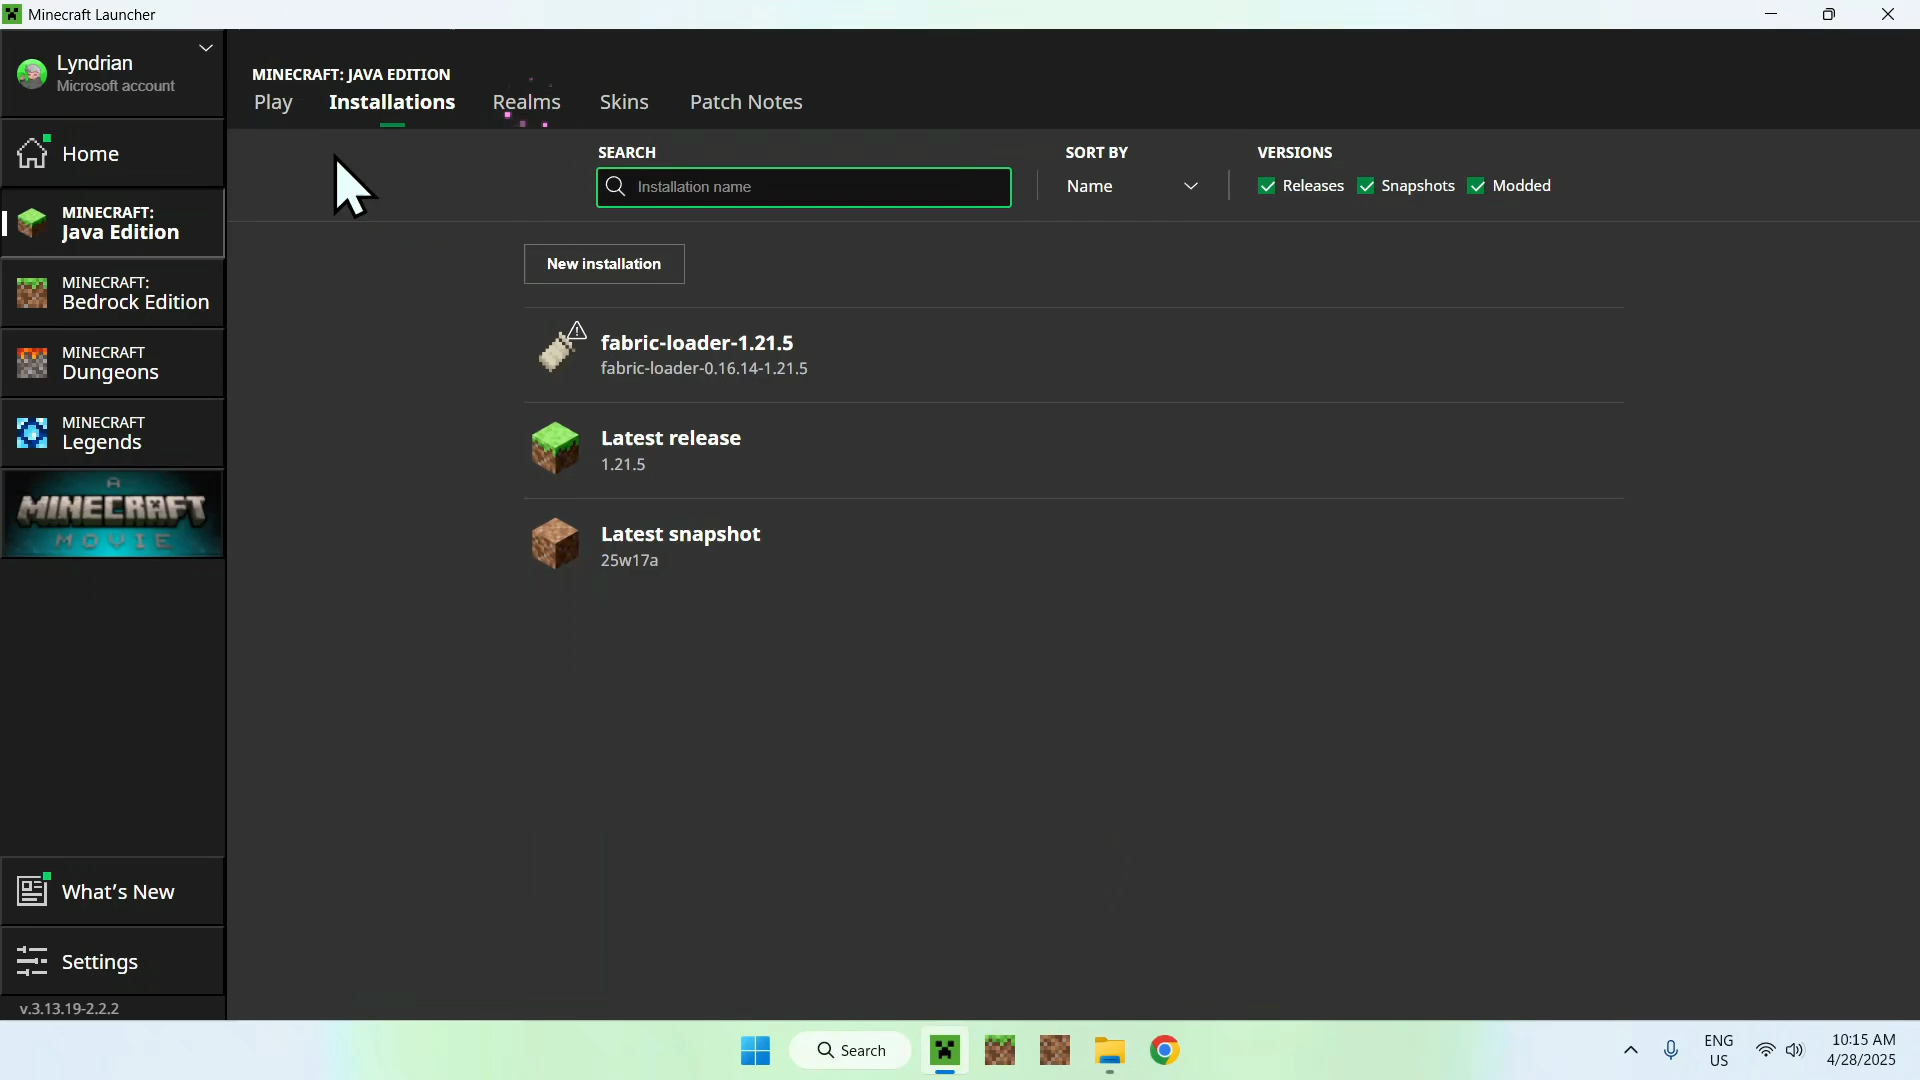 Minecraft Launcher
Lyndrian
Microsoft account
Home
MINECRAFT:
Java Edition
MINECRAFT:
Bedrock Edition
MINECRAFT
Dungeons
MINECRAFT
Legends
A
MINECRAFT
MOVIE
What's New
Settings
v.3.13.19-2.2.2
MINECRAFT: JAVA EDITION
Play Installations Realms Skins Patch Notes
SEARCH
Installation name
SORT BY
Name
VERSIONS
Releases Snapshots Modded
New installation
fabric-loader-1.21.5
fabric-loader-0.16.14-1.21.5
Latest release
1.21.5
Latest snapshot
25w17a
Search
ENG
US
10:15 AM
4/28/2025